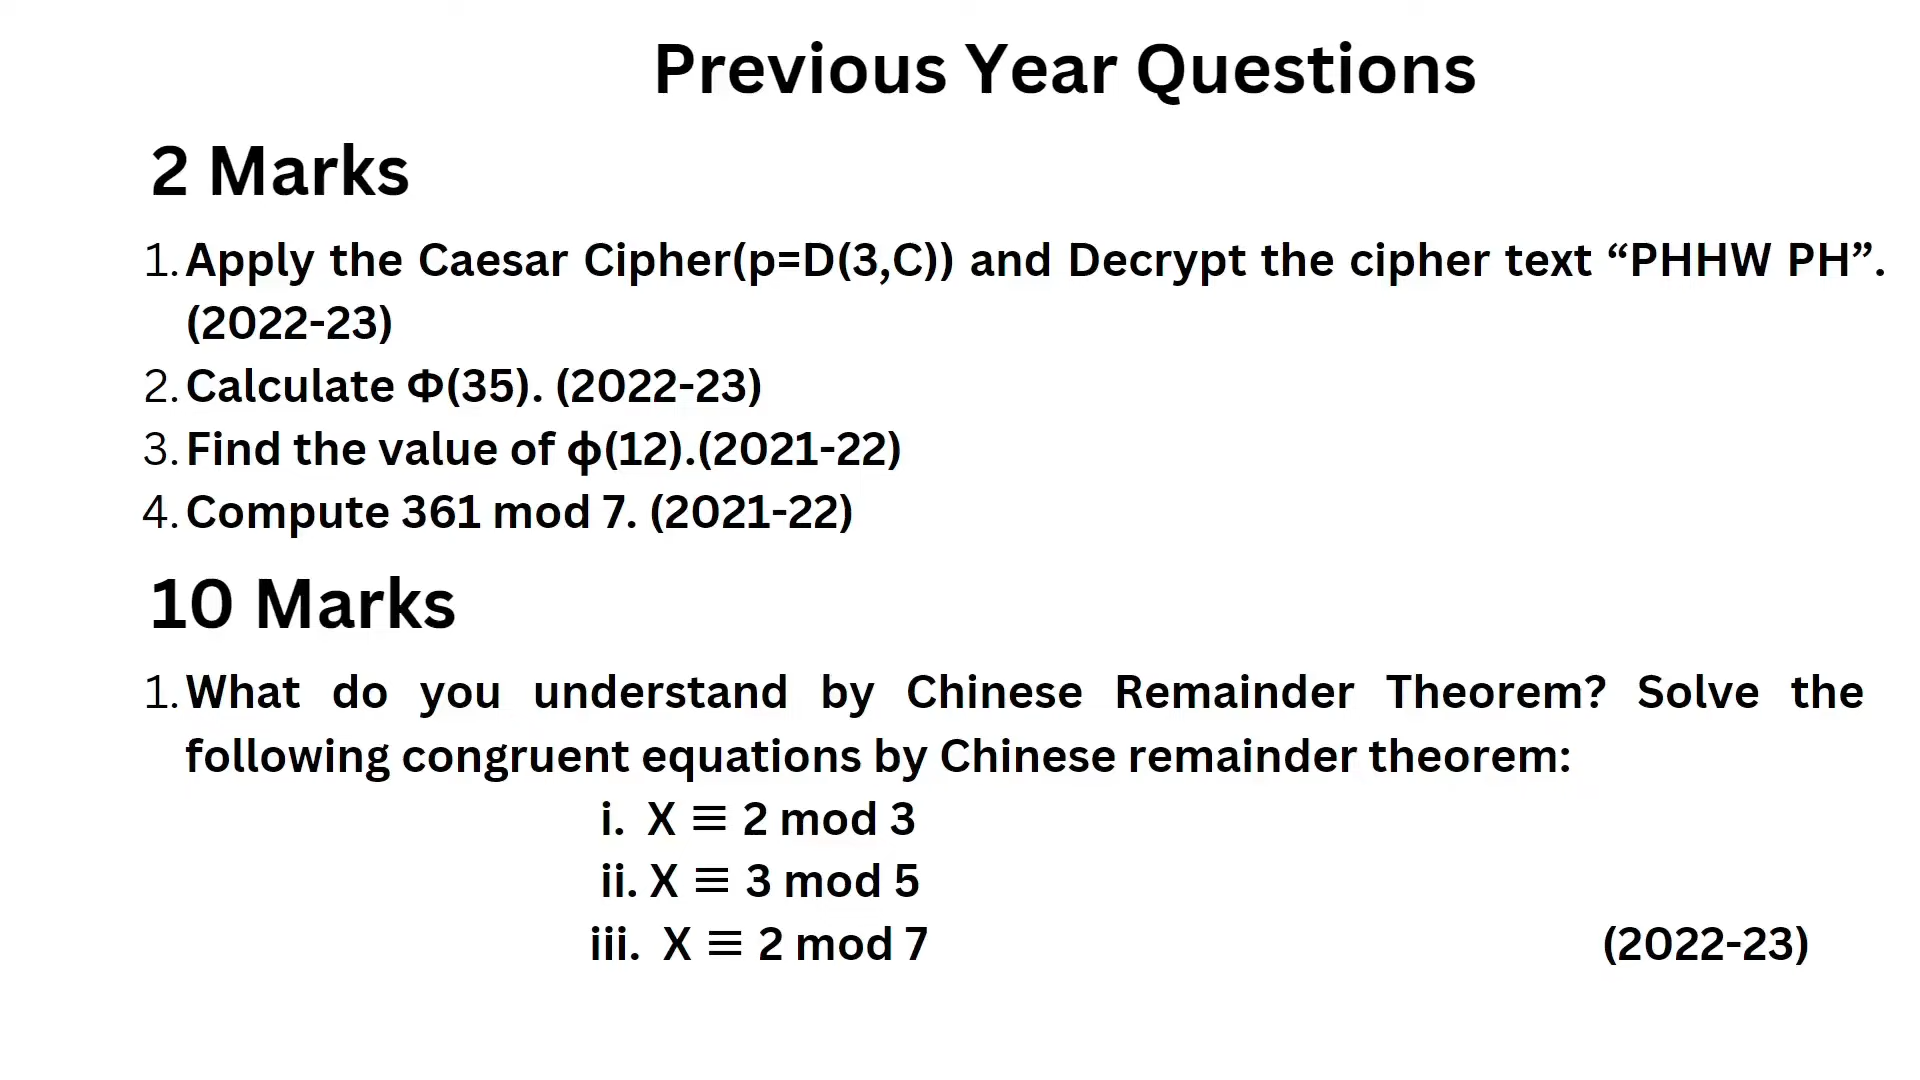 Previous Year Questions
2 Marks
1. Apply the Caesar Cipher(p=D(3,C)) and Decrypt the cipher text “PHHW PH”.
(2022-23)
2. Calculate Φ(35). (2022-23)
3. Find the value of ϕ(12).(2021-22)
4. Compute 361 mod 7. (2021-22)
10 Marks
1. What do you understand by Chinese Remainder Theorem? Solve the
following congruent equations by Chinese remainder theorem:
i. X ≡ 2 mod 3
ii. X ≡ 3 mod 5
iii. X ≡ 2 mod 7 (2022-23)